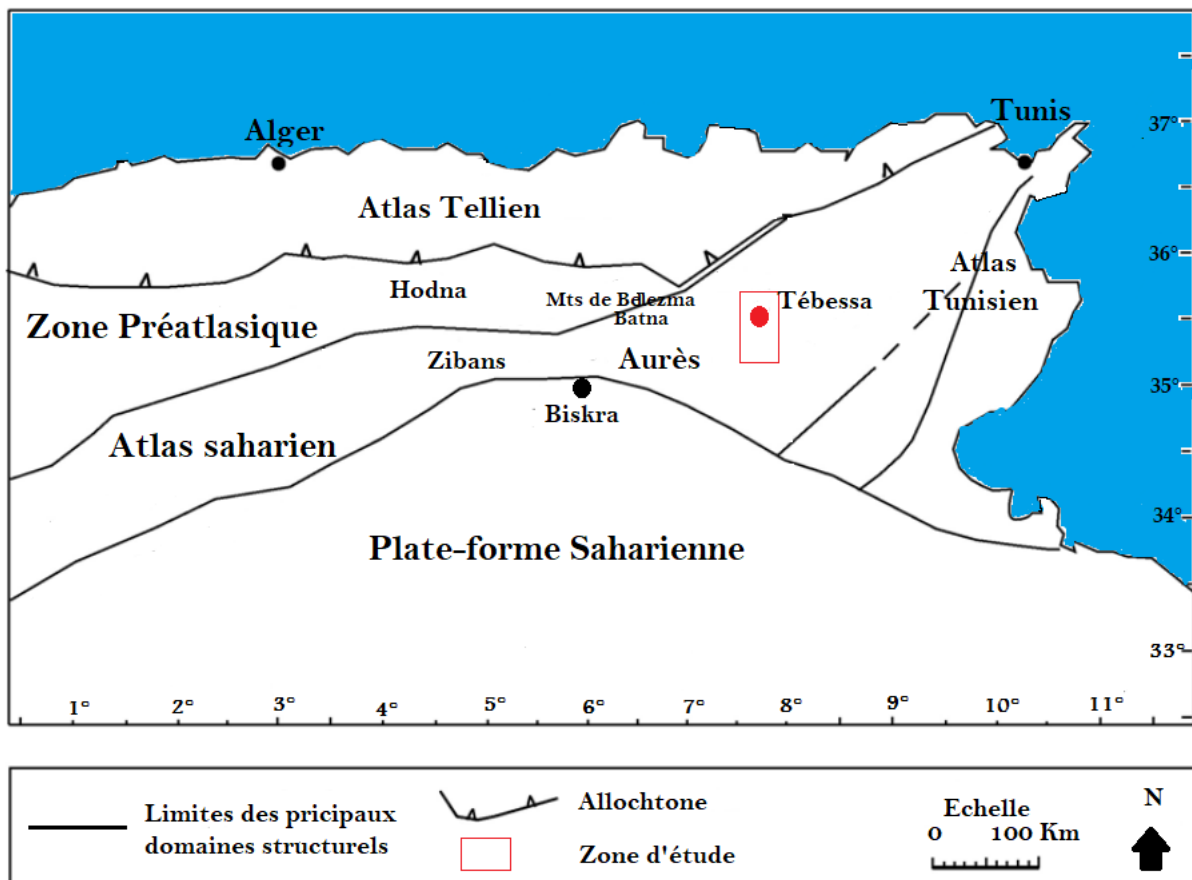 Alger
Tunis
37°
Atlas Tellien
36°
Hodna
Mts de Belezma
Batna
Atlas
Tunisien
Tébessa
Zone Préatlasique
Zibans
Aurès
35°
Biskra
Atlas saharien
34°
Plate-forme Saharienne
33°
1° 2° 3° 4° 5° 6° 7° 8° 9° 10° 11°
Limites des pricipaux
domaines structurels
Allochtone
Zone d'étude
Echelle
0 100 Km
N